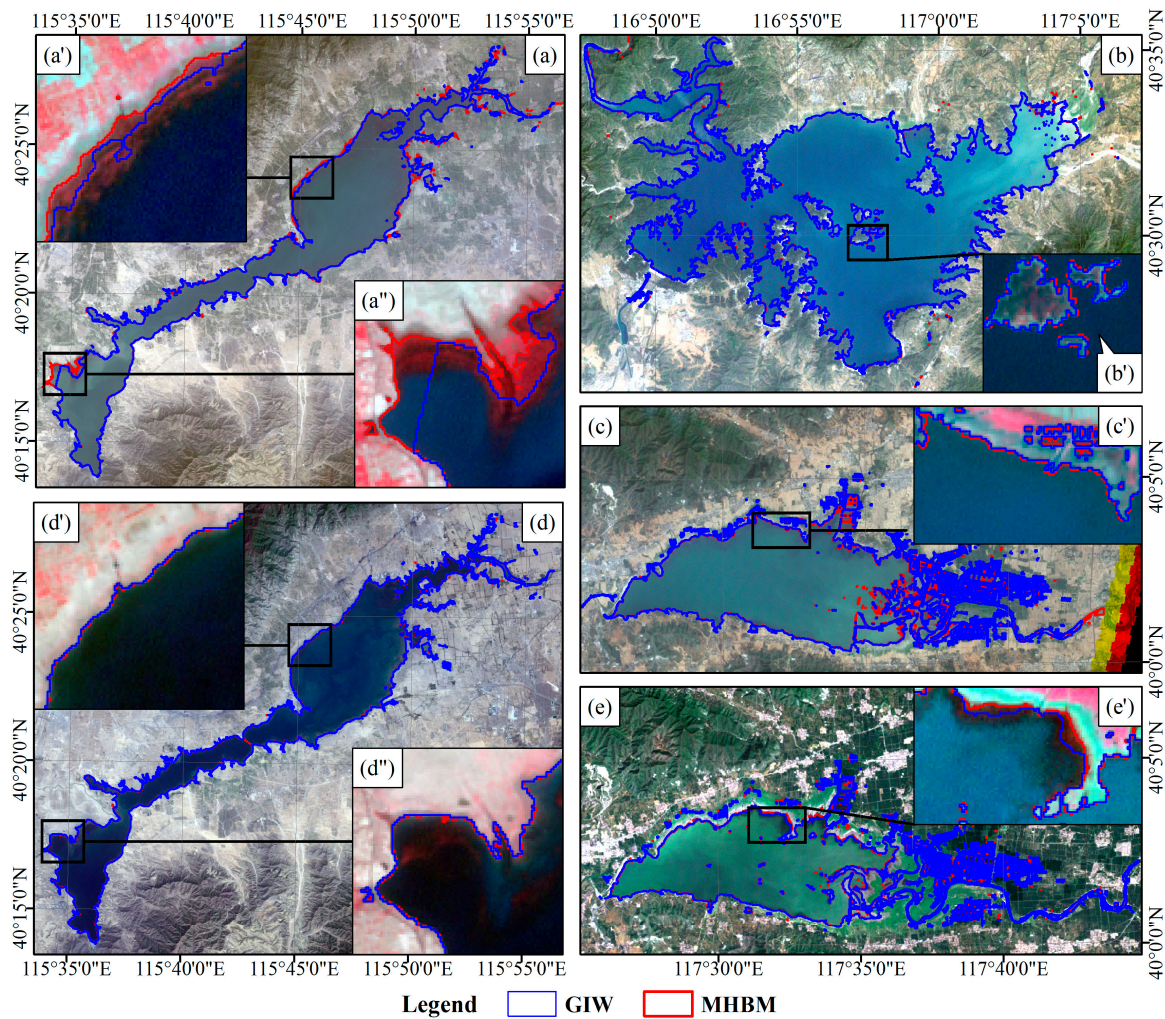 115°35'0"E 115°40'0"E 115°45'0"E 115°50'0"E 115°55'0"E
116°50'0"E 116°55'0"E 117°0'0"E 117°5'0"E
(a') (a)
40°25'0"N
40°20'0"N
40°15'0"N
(a")
(b)
40°35'0"N
40°30'0"N
(b')
(c) (c')
40°5'0"N
40°0'0"N
(d') (d)
40°25'0"N
40°20'0"N
40°15'0"N
(d")
(e) (e')
40°5'0"N
40°0'0"N
115°35'0"E 115°40'0"E 115°45'0"E 115°50'0"E 115°55'0"E
117°30'0"E 117°35'0"E 117°40'0"E
Legend GIW MHBM